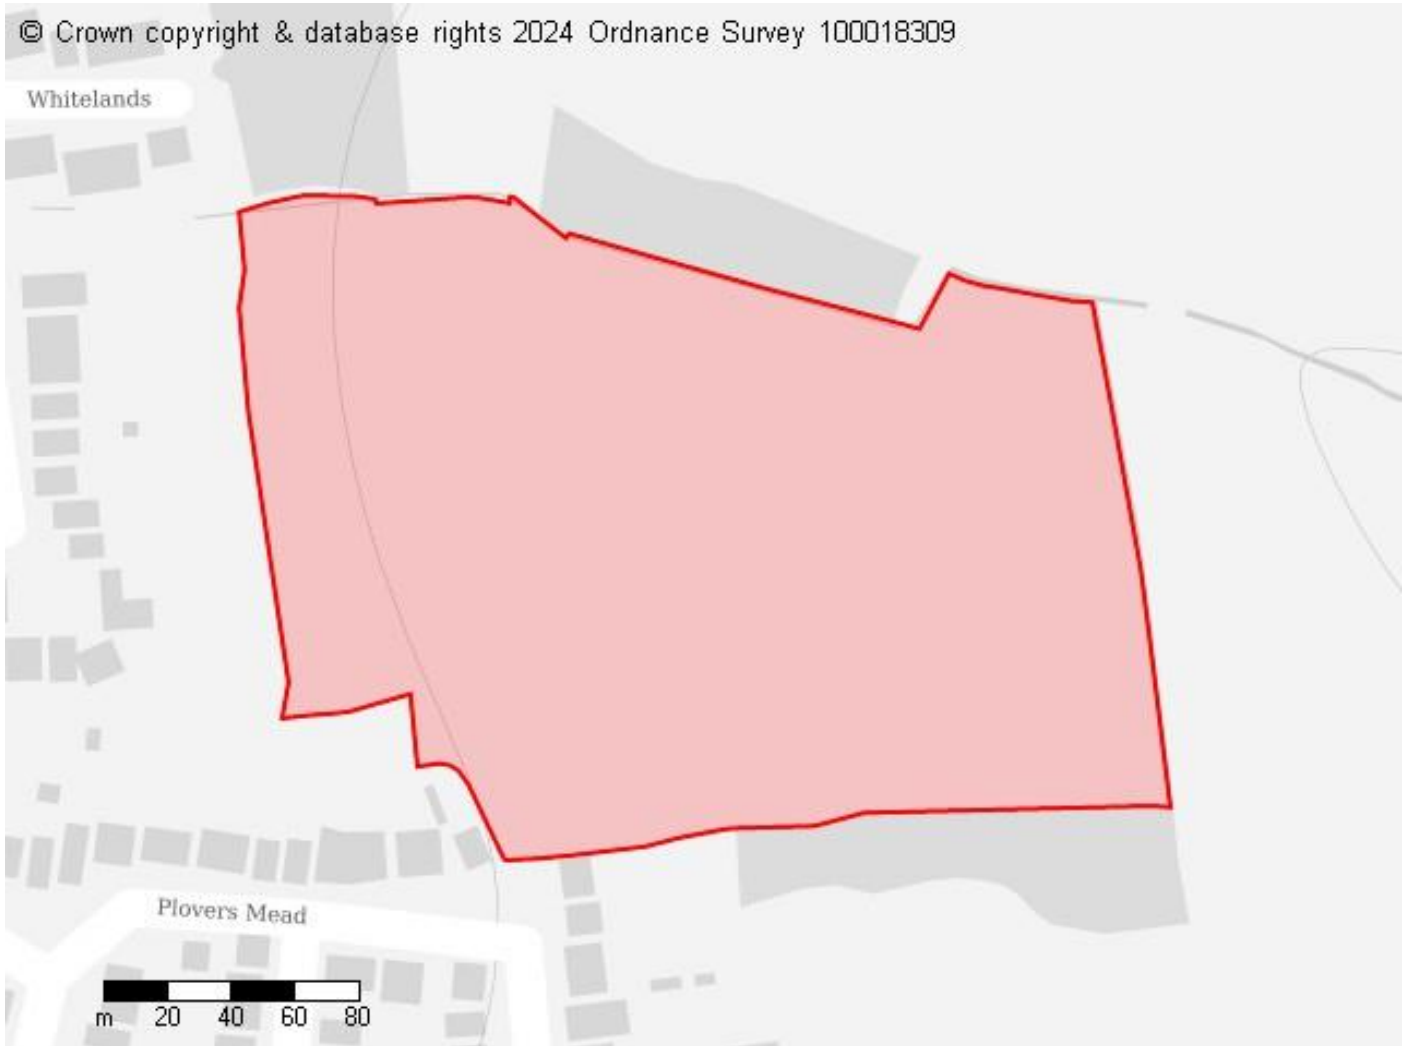 © Crown copyright & database rights 2024 Ordnance Survey 100018309
Whitelands
Plovers Mead
m 20 40 60 80